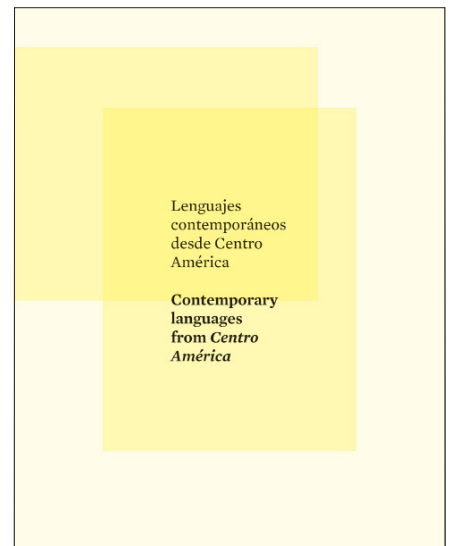 Lenguajes
contemporáneos
desde Centro
América
Contemporary
languages
from Centro
América